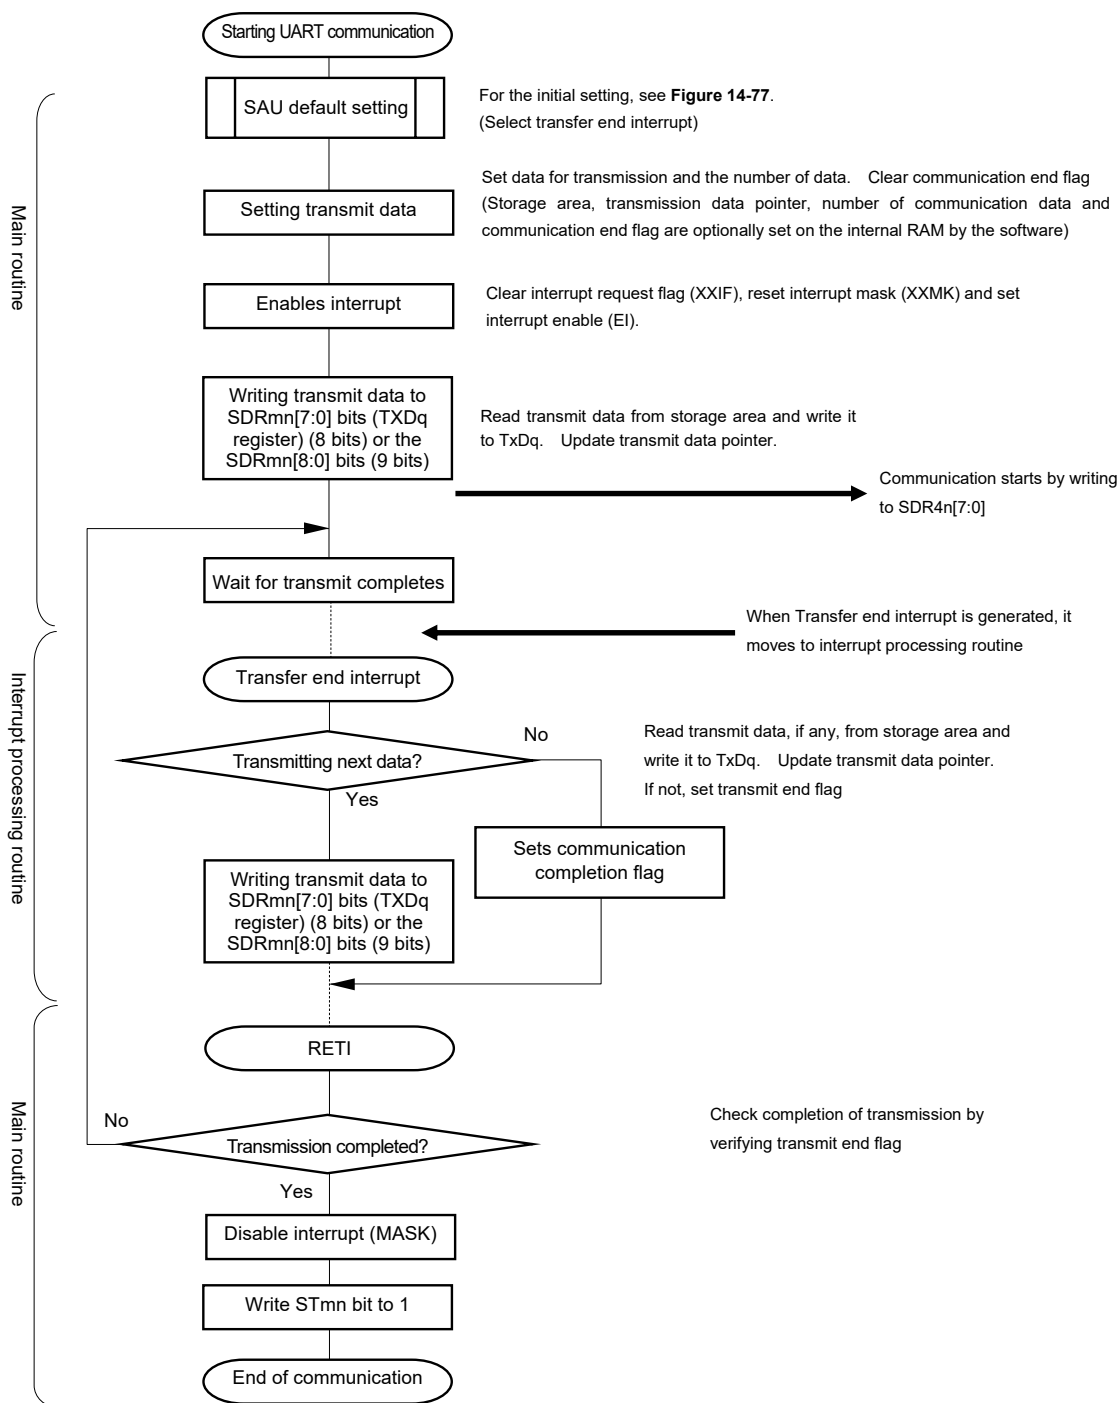 Starting UART communication
SAU default setting
For the initial setting, see Figure 14-77.
(Select transfer end interrupt)
Main routine
Setting transmit data
Set data for transmission and the number of data. Clear communication end flag
(Storage area, transmission data pointer, number of communication data and
communication end flag are optionally set on the internal RAM by the software)
Enables interrupt
Clear interrupt request flag (XXIF), reset interrupt mask (XXMK) and set
interrupt enable (EI).
Writing transmit data to
SDRmn[7:0] bits (TXDq
register) (8 bits) or the
SDRmn[8:0] bits (9 bits)
Read transmit data from storage area and write it
to TxDq. Update transmit data pointer.
Communication starts by writing
to SDR4n[7:0]
Wait for transmit completes
When Transfer end interrupt is generated, it
moves to interrupt processing routine
Interrupt processing routine
Transfer end interrupt
Transmitting next data?
No
Yes
Read transmit data, if any, from storage area and
write it to TxDq. Update transmit data pointer.
If not, set transmit end flag
Sets communication
completion flag
Writing transmit data to
SDRmn[7:0] bits (TXDq
register) (8 bits) or the
SDRmn[8:0] bits (9 bits)
RETI
Main routine
No
Transmission completed?
Check completion of transmission by
verifying transmit end flag
Yes
Disable interrupt (MASK)
Write STmn bit to 1
End of communication